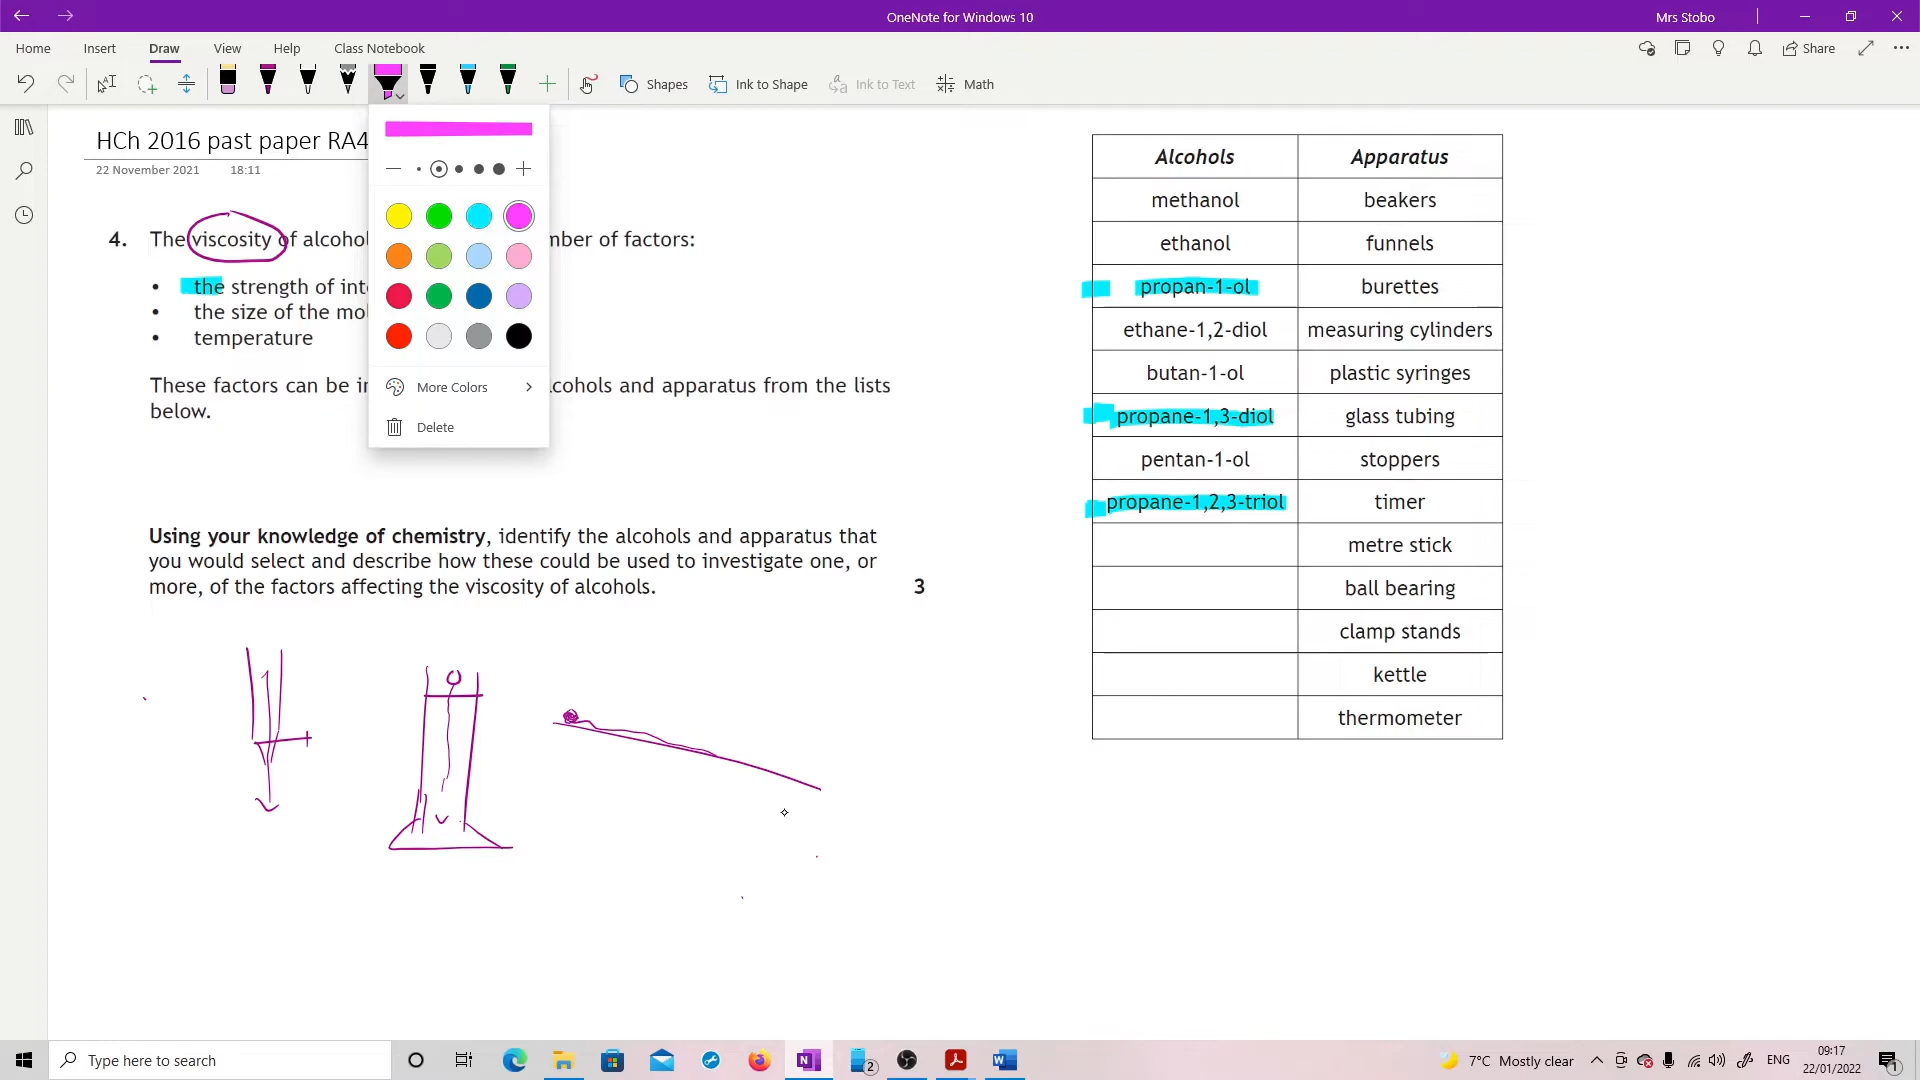 OneNote for Windows 10
Mrs Stobo
Home Insert Draw View Help Class Notebook
Share
Shapes Ink to Shape Ink to Text Math
HCh 2016 past paper RA4
22 November 2021 18:11
4. The viscosity of alcohol mber of factors:
• the strength of int
• the size of the mol
• temperature
These factors can be in cohols and apparatus from the lists
below.
More Colors
Delete
Using your knowledge of chemistry, identify the alcohols and apparatus that
you would select and describe how these could be used to investigate one, or
more, of the factors affecting the viscosity of alcohols. 3
Alcohols Apparatus
methanol beakers
ethanol funnels
propan-1-ol burettes
ethane-1,2-diol measuring cylinders
butan-1-ol plastic syringes
propane-1,3-diol glass tubing
pentan-1-ol stoppers
propane-1,2,3-triol timer
metre stick
ball bearing
clamp stands
kettle
thermometer
Type here to search
2
7°C Mostly clear
ENG
09:17
22/01/2022
1